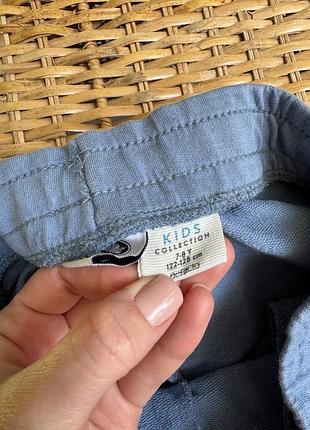 KIDS
COLLECTION
7-8
122-128 cm